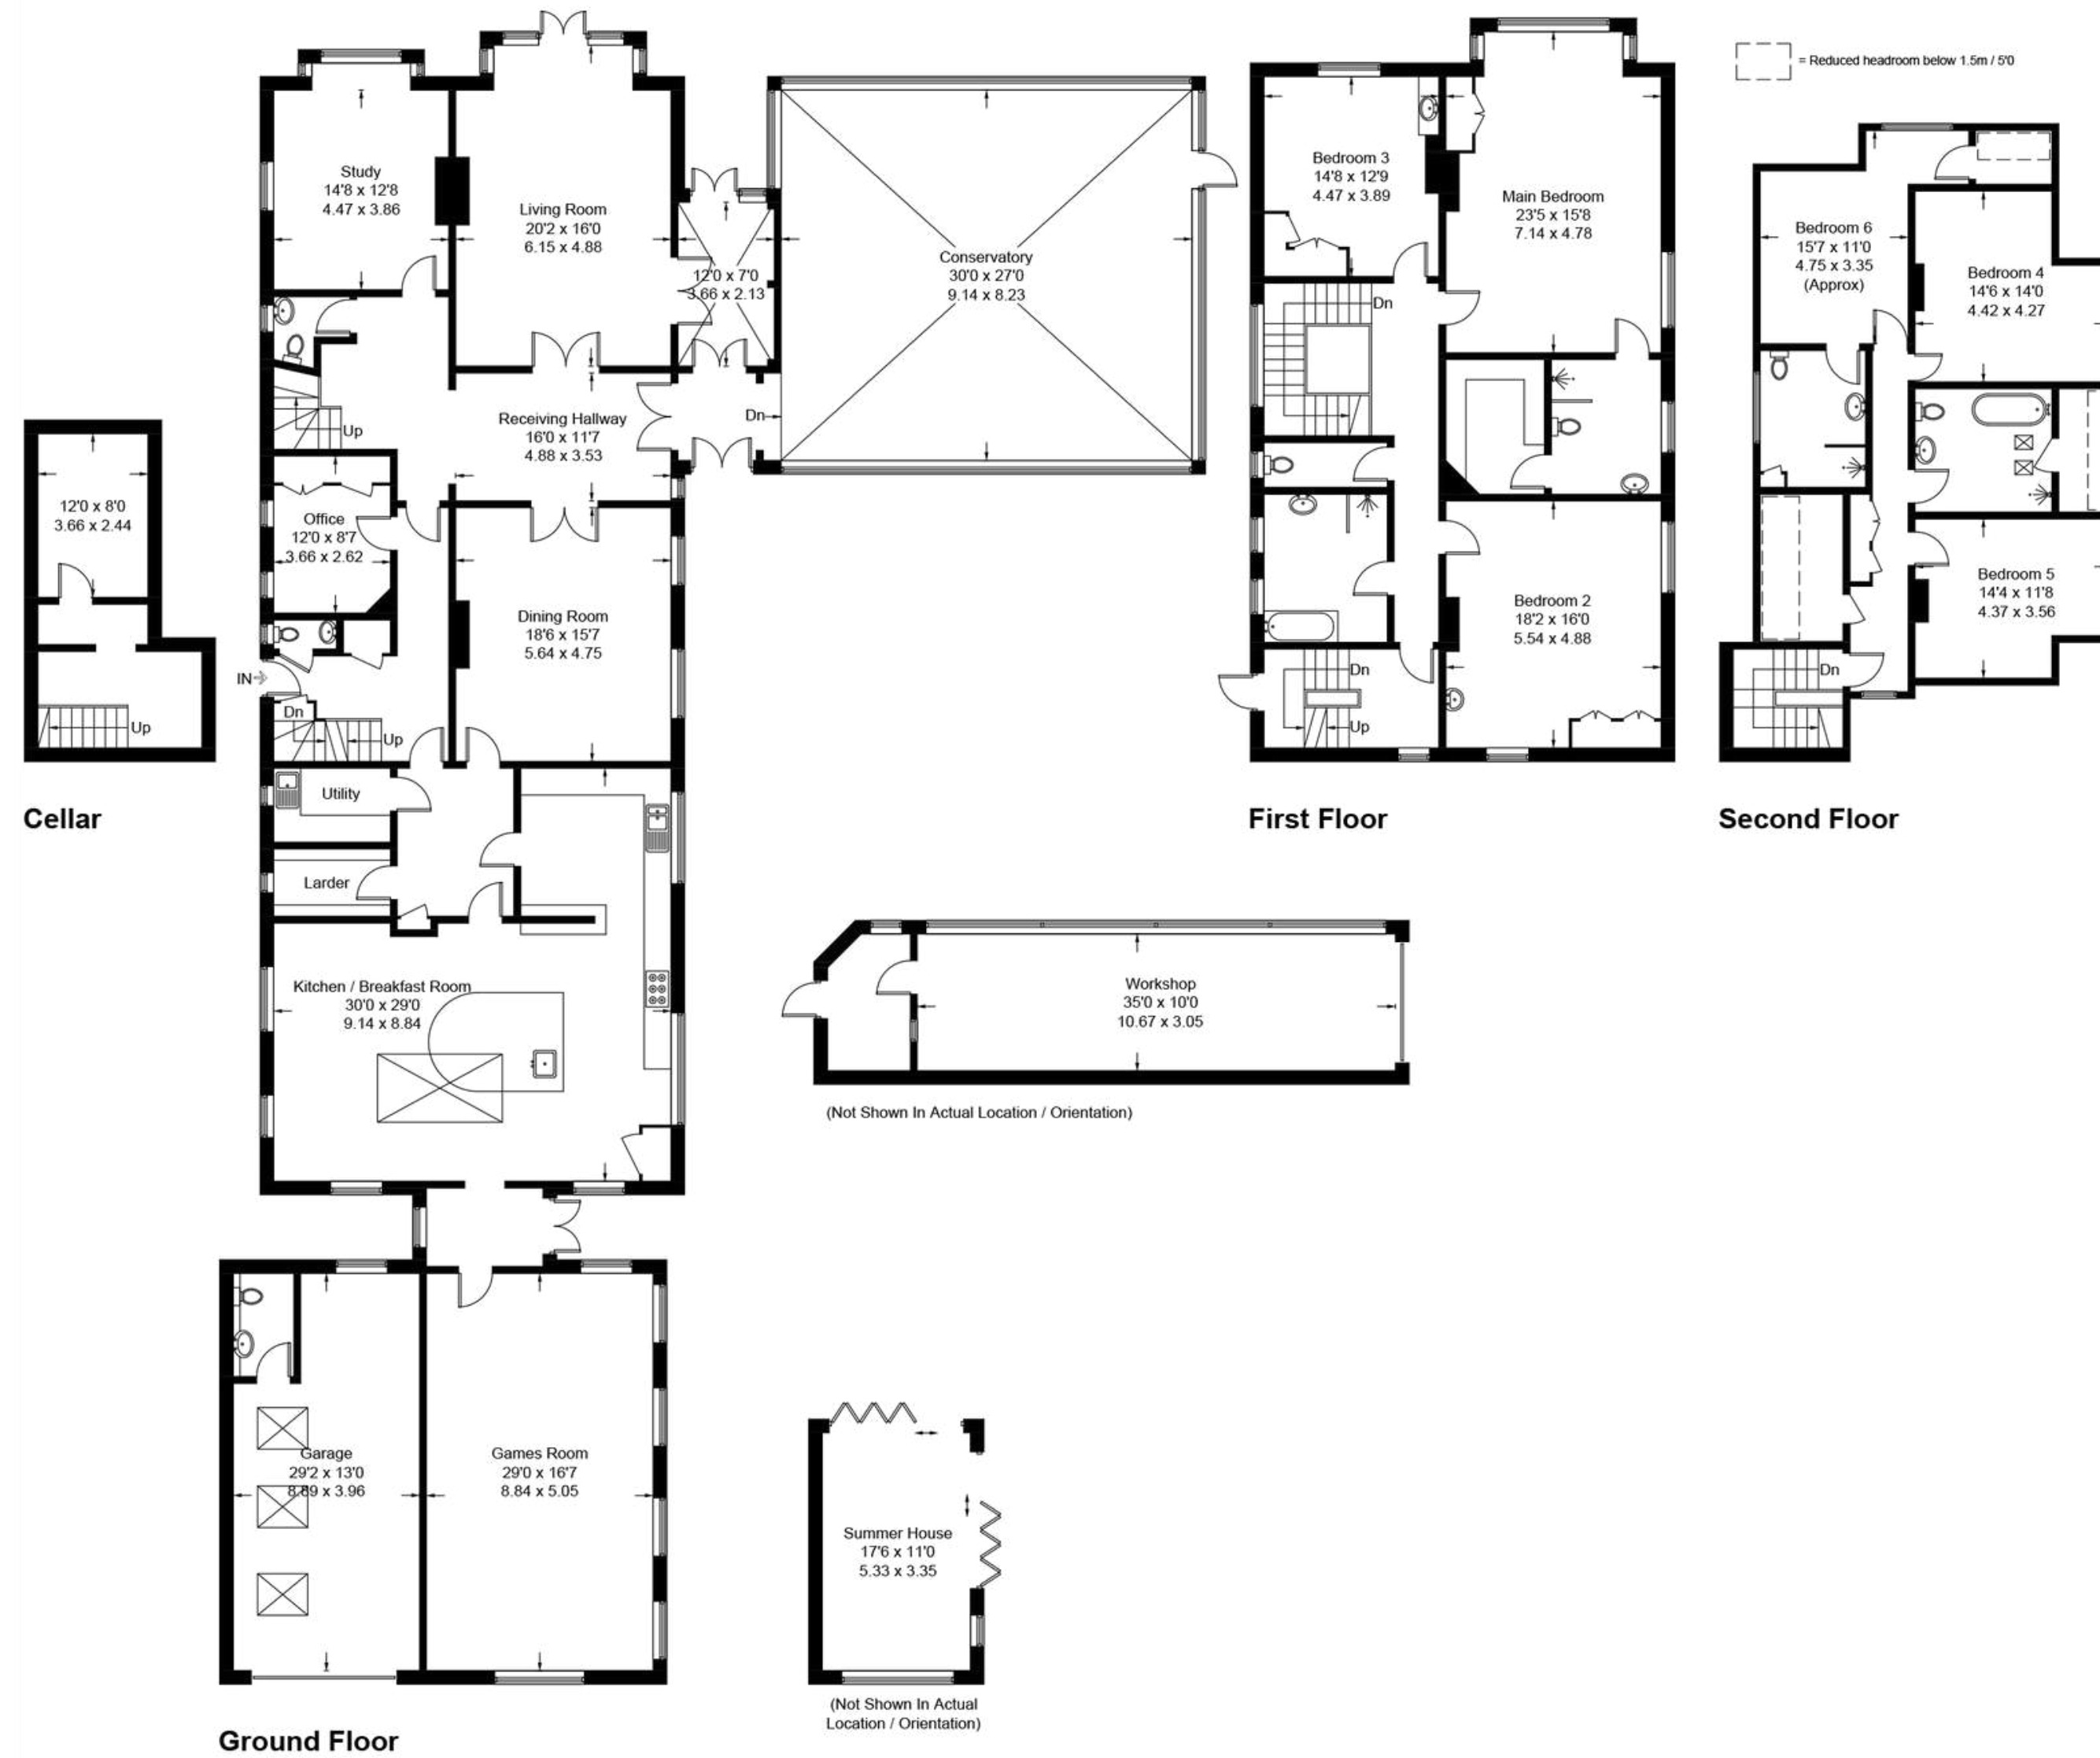 = Reduced headroom below 1.5m / 5'0
Study
14'8 x 12'8
4.47 x 3.86
Living Room
20'2 x 16'0
6.15 x 4.88
12'0 x 7'0
3.66 x 2.13
Conservatory
30'0 x 27'0
9.14 x 8.23
Receiving Hallway
16'0 x 11'7
4.88 x 3.53
Dn
Up
Office
12'0 x 8'7
3.66 x 2.62
Dining Room
18'6 x 15'7
5.64 x 4.75
IN
Dn
Up
Utility
Larder
Kitchen / Breakfast Room
30'0 x 29'0
9.14 x 8.84
Garage
29'2 x 13'0
8.89 x 3.96
Games Room
29'0 x 16'7
8.84 x 5.05
Ground Floor
12'0 x 8'0
3.66 x 2.44
Up
Cellar
Bedroom 3
14'8 x 12'9
4.47 x 3.89
Main Bedroom
23'5 x 15'8
7.14 x 4.78
Dn
Bedroom 2
18'2 x 16'0
5.54 x 4.88
Dn
Up
First Floor
Bedroom 6
15'7 x 11'0
4.75 x 3.35
(Approx)
Bedroom 4
14'6 x 14'0
4.42 x 4.27
Bedroom 5
14'4 x 11'8
4.37 x 3.56
Dn
Second Floor
Workshop
35'0 x 10'0
10.67 x 3.05
(Not Shown In Actual Location / Orientation)
Summer House
17'6 x 11'0
5.33 x 3.35
(Not Shown In Actual
Location / Orientation)